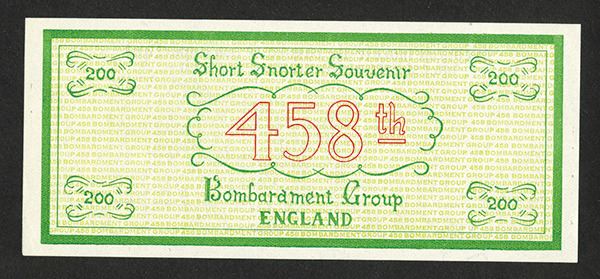 200 Short Snorter Souvenir 200
458th
200 Bombardment Group 200
ENGLAND